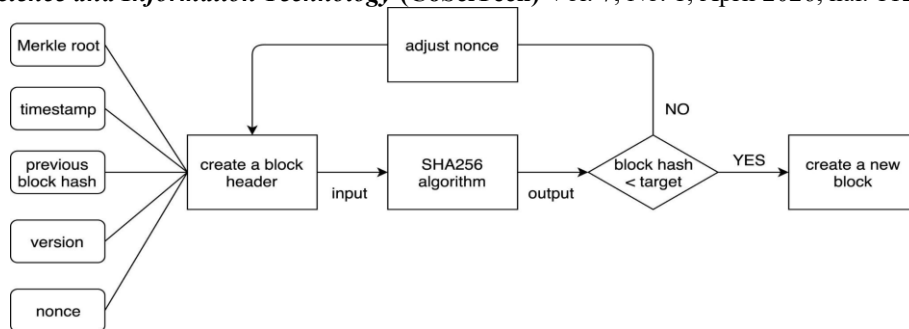 Science and Information Technology (CoSciTech) Vol. 7, No. 1, April 2026, hal. 112
Merkle root
timestamp
previous
block hash
version
nonce
create a block
header
input
adjust nonce
SHA256
algorithm
output
block hash
< target
NO
YES
create a new
block